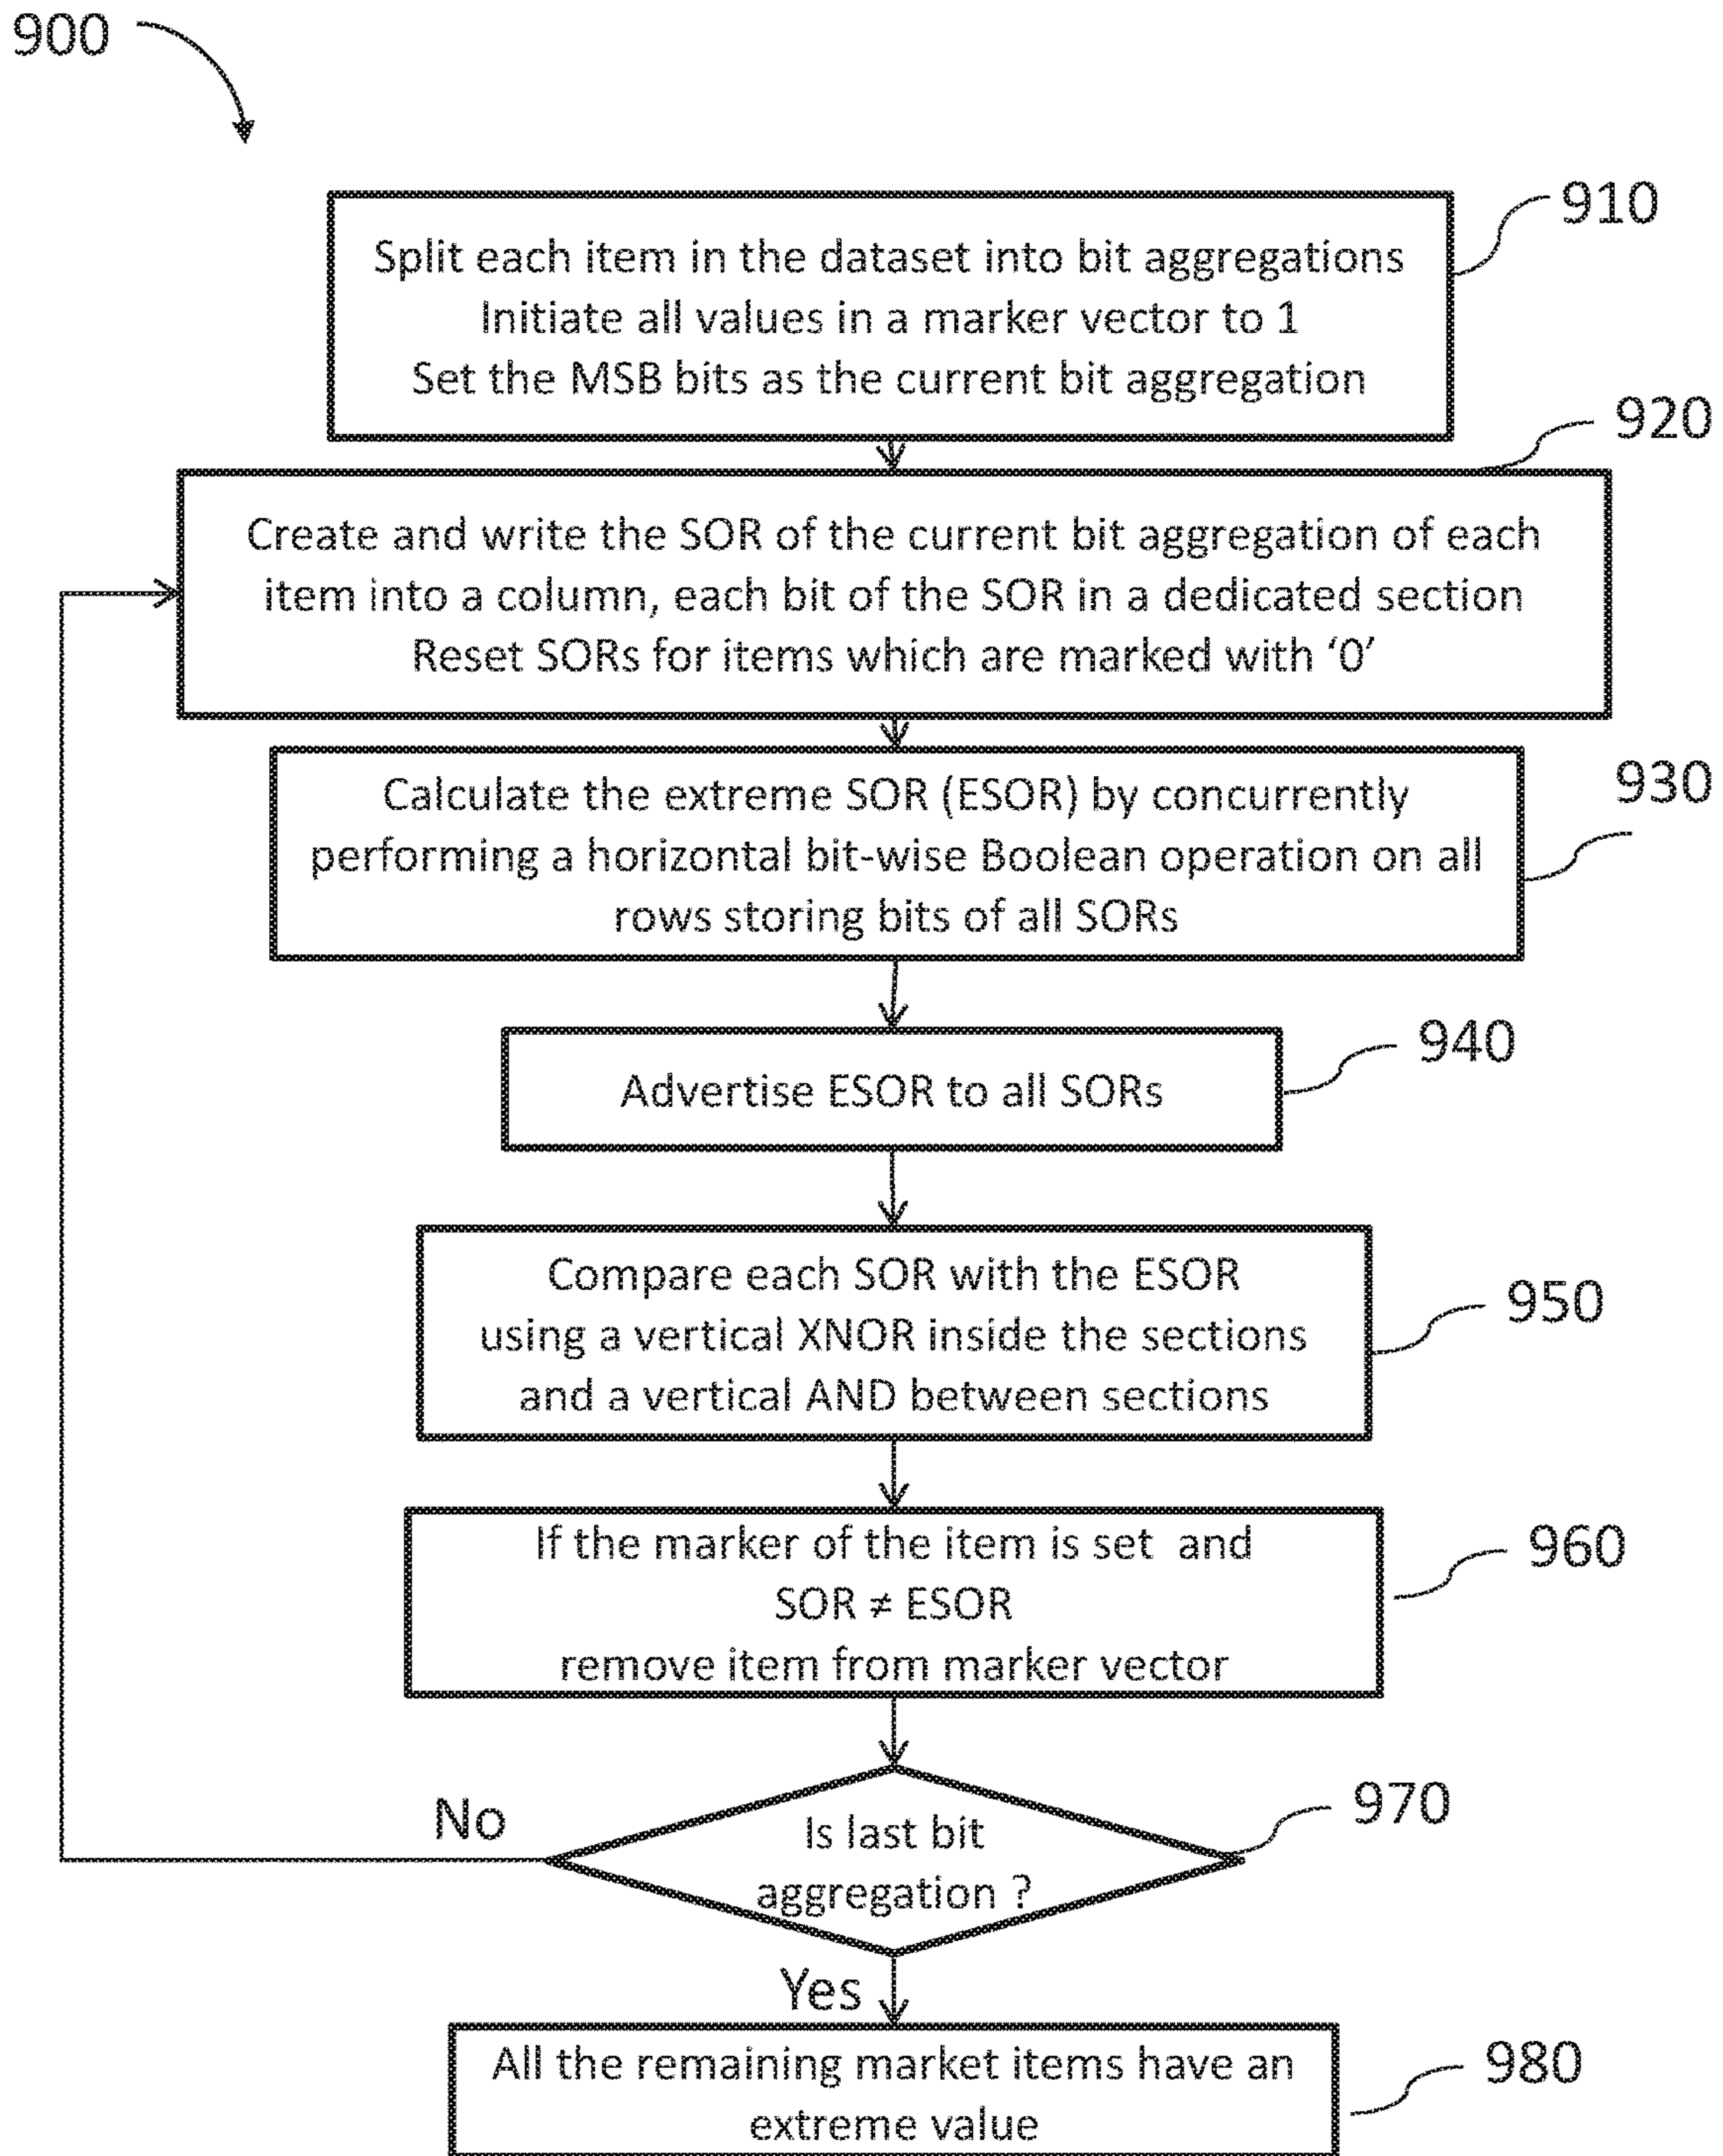 900
910
Split each item in the dataset into bit aggregations
Initiate all values in a marker vector to 1
Set the MSB bits as the current bit aggregation
920
Create and write the SOR of the current bit aggregation of each
item into a column, each bit of the SOR in a dedicated section
Reset SORs for items which are marked with ‘0’
930
Calculate the extreme SOR (ESOR) by concurrently
performing a horizontal bit-wise Boolean operation on all
rows storing bits of all SORs
940
Advertise ESOR to all SORs
950
Compare each SOR with the ESOR
using a vertical XNOR inside the sections
and a vertical AND between sections
960
If the marker of the item is set and
SOR ≠ ESOR
remove item from marker vector
970
No
Is last bit
aggregation ?
Yes
980
All the remaining market items have an
extreme value